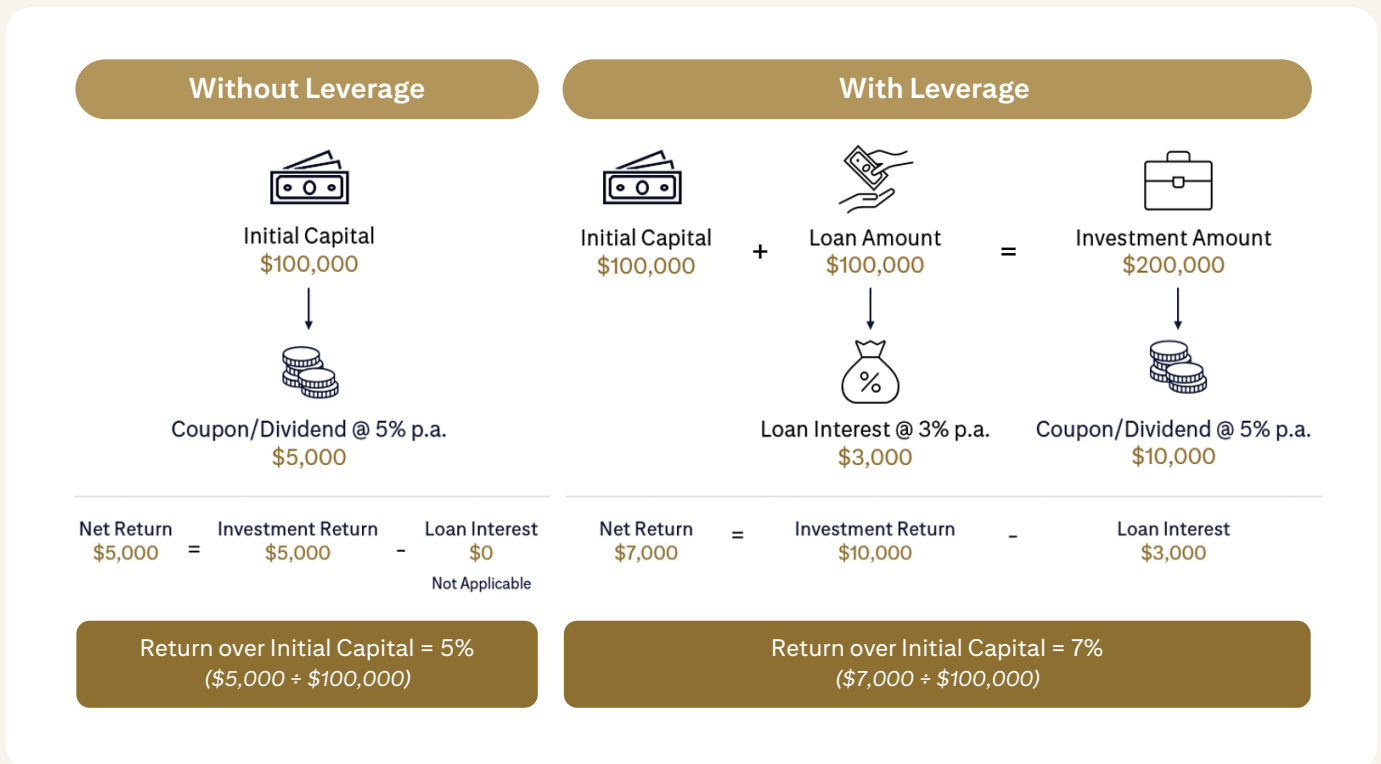 Without Leverage
Initial Capital
$100,000
Coupon/Dividend @ 5% p.a.
$5,000
Net Return = Investment Return - Loan Interest
$5,000 $5,000 $0
Not Applicable
Return over Initial Capital = 5%
($5,000 ÷ $100,000)
With Leverage
Initial Capital + Loan Amount = Investment Amount
$100,000 $100,000 $200,000
%
Loan Interest @ 3% p.a. Coupon/Dividend @ 5% p.a.
$3,000 $10,000
Net Return = Investment Return - Loan Interest
$7,000 $10,000 $3,000
Return over Initial Capital = 7%
($7,000 ÷ $100,000)